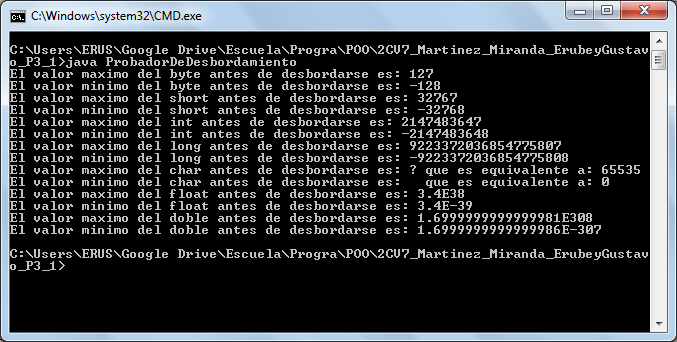 C:\Windows\system32\CMD.exe
C:\Users\ERUS\Google Drive\Escuela\Progra\POO\2CV7_Martinez_Miranda_ErubeyGustav
o_P3_1>java ProbadorDeDesbordamiento
El valor maximo del byte antes de desbordarse es: 127
El valor minimo del byte antes de desbordarse es: -128
El valor maximo del short antes de desbordarse es: 32767
El valor minimo del short antes de desbordarse es: -32768
El valor maximo del int antes de desbordarse es: 2147483647
El valor minimo del int antes de desbordarse es: -2147483648
El valor maximo del long antes de desbordarse es: 9223372036854775807
El valor minimo del long antes de desbordarse es: -9223372036854775808
El valor maximo del char antes de desbordarse es: ? que es equivalente a: 65535
El valor minimo del char antes de desbordarse es:   que es equivalente a: 0
El valor maximo del float antes de desbordarse es: 3.4E38
El valor minimo del float antes de desbordarse es: 3.4E-39
El valor maximo del doble antes de desbordarse es: 1.6999999999999981E308
El valor minimo del doble antes de desbordarse es: 1.6999999999999986E-307
C:\Users\ERUS\Google Drive\Escuela\Progra\POO\2CV7_Martinez_Miranda_ErubeyGustav
o_P3_1>